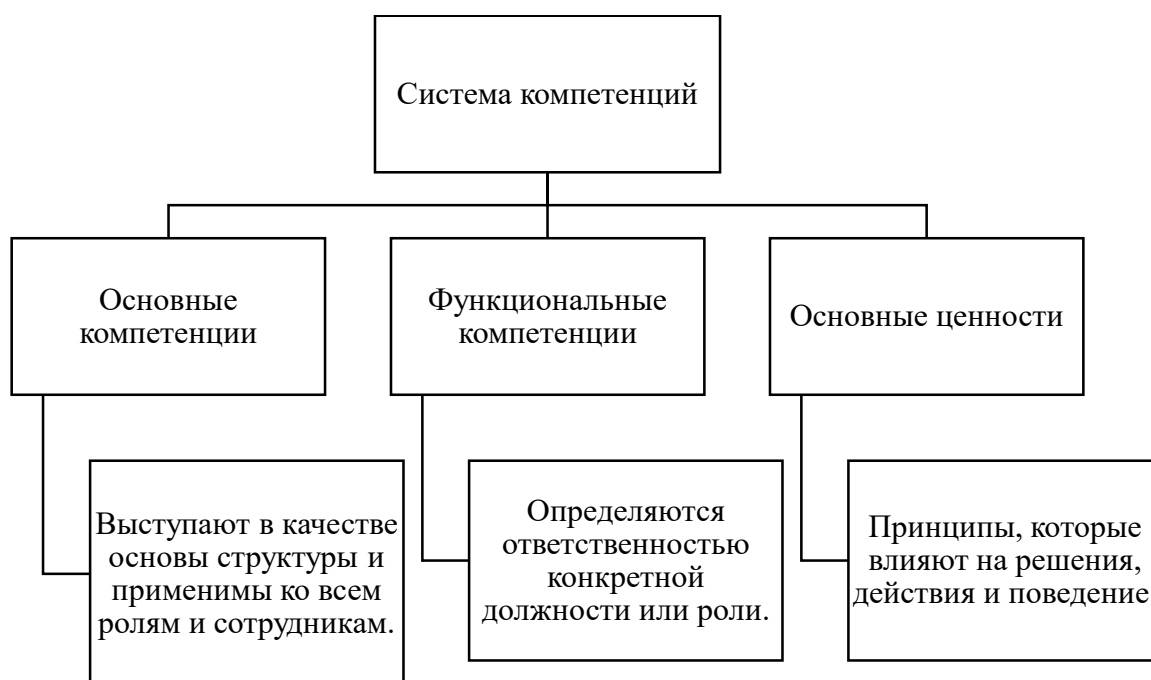 Система компетенций
Основные
компетенции
Функциональные
компетенции
Основные ценности
Выступают в качестве
основы структуры и
применимы ко всем
ролям и сотрудникам.
Определяются
ответственностью
конкретной
должности или роли.
Принципы, которые
влияют на решения,
действия и поведение